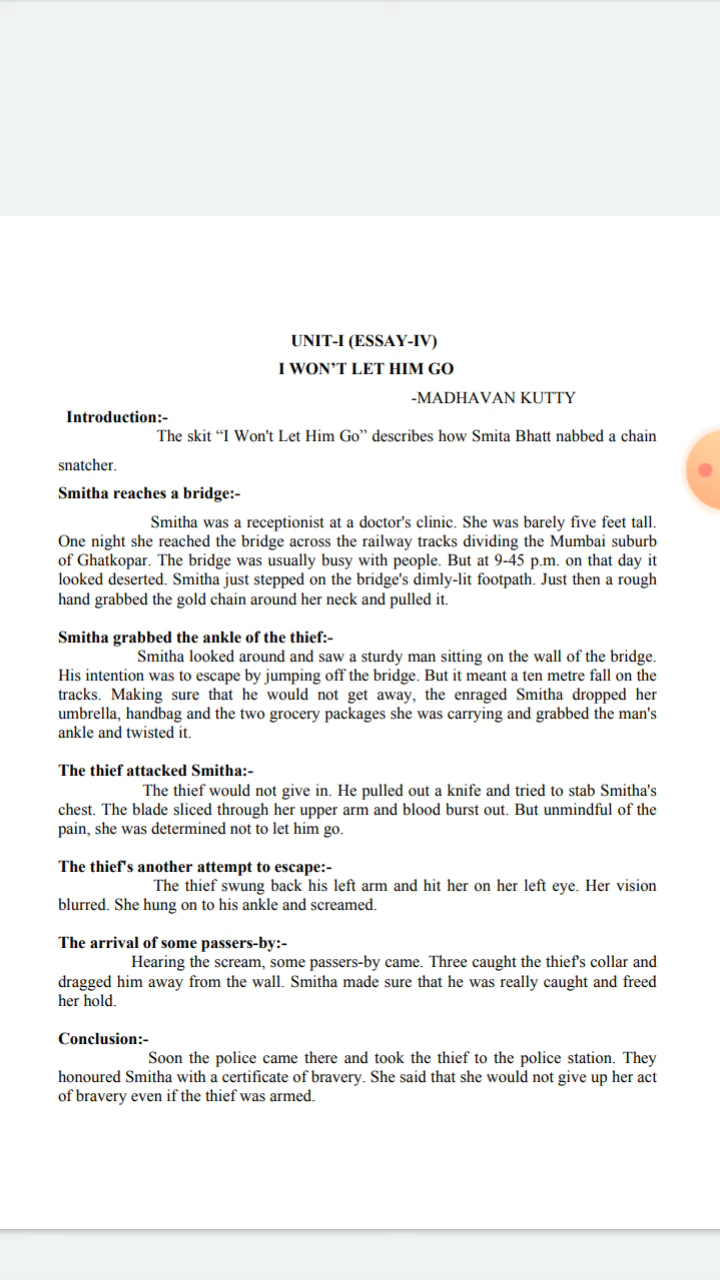 UNIT-I (ESSAY-IV)
I WON'T LET HIM GO
-MADHAVAN KUTTY
Introduction:-
The skit “I Won't Let Him Go” describes how Smita Bhatt nabbed a chain
snatcher.
Smitha reaches a bridge:-
Smitha was a receptionist at a doctor's clinic. She was barely five feet tall.
One night she reached the bridge across the railway tracks dividing the Mumbai suburb
of Ghatkopar. The bridge was usually busy with people. But at 9-45 p.m. on that day it
looked deserted. Smitha just stepped on the bridge's dimly-lit footpath. Just then a rough
hand grabbed the gold chain around her neck and pulled it.
Smitha grabbed the ankle of the thief:-
Smitha looked around and saw a sturdy man sitting on the wall of the bridge.
His intention was to escape by jumping off the bridge. But it meant a ten metre fall on the
tracks. Making sure that he would not get away, the enraged Smitha dropped her
umbrella, handbag and the two grocery packages she was carrying and grabbed the man's
ankle and twisted it.
The thief attacked Smitha:-
The thief would not give in. He pulled out a knife and tried to stab Smitha's
chest. The blade sliced through her upper arm and blood burst out. But unmindful of the
pain, she was determined not to let him go.
The thief's another attempt to escape:-
The thief swung back his left arm and hit her on her left eye. Her vision
blurred. She hung on to his ankle and screamed.
The arrival of some passers-by:-
Hearing the scream, some passers-by came. Three caught the thief's collar and
dragged him away from the wall. Smitha made sure that he was really caught and freed
her hold.
Conclusion:-
Soon the police came there and took the thief to the police station. They
honoured Smitha with a certificate of bravery. She said that she would not give up her act
of bravery even if the thief was armed.